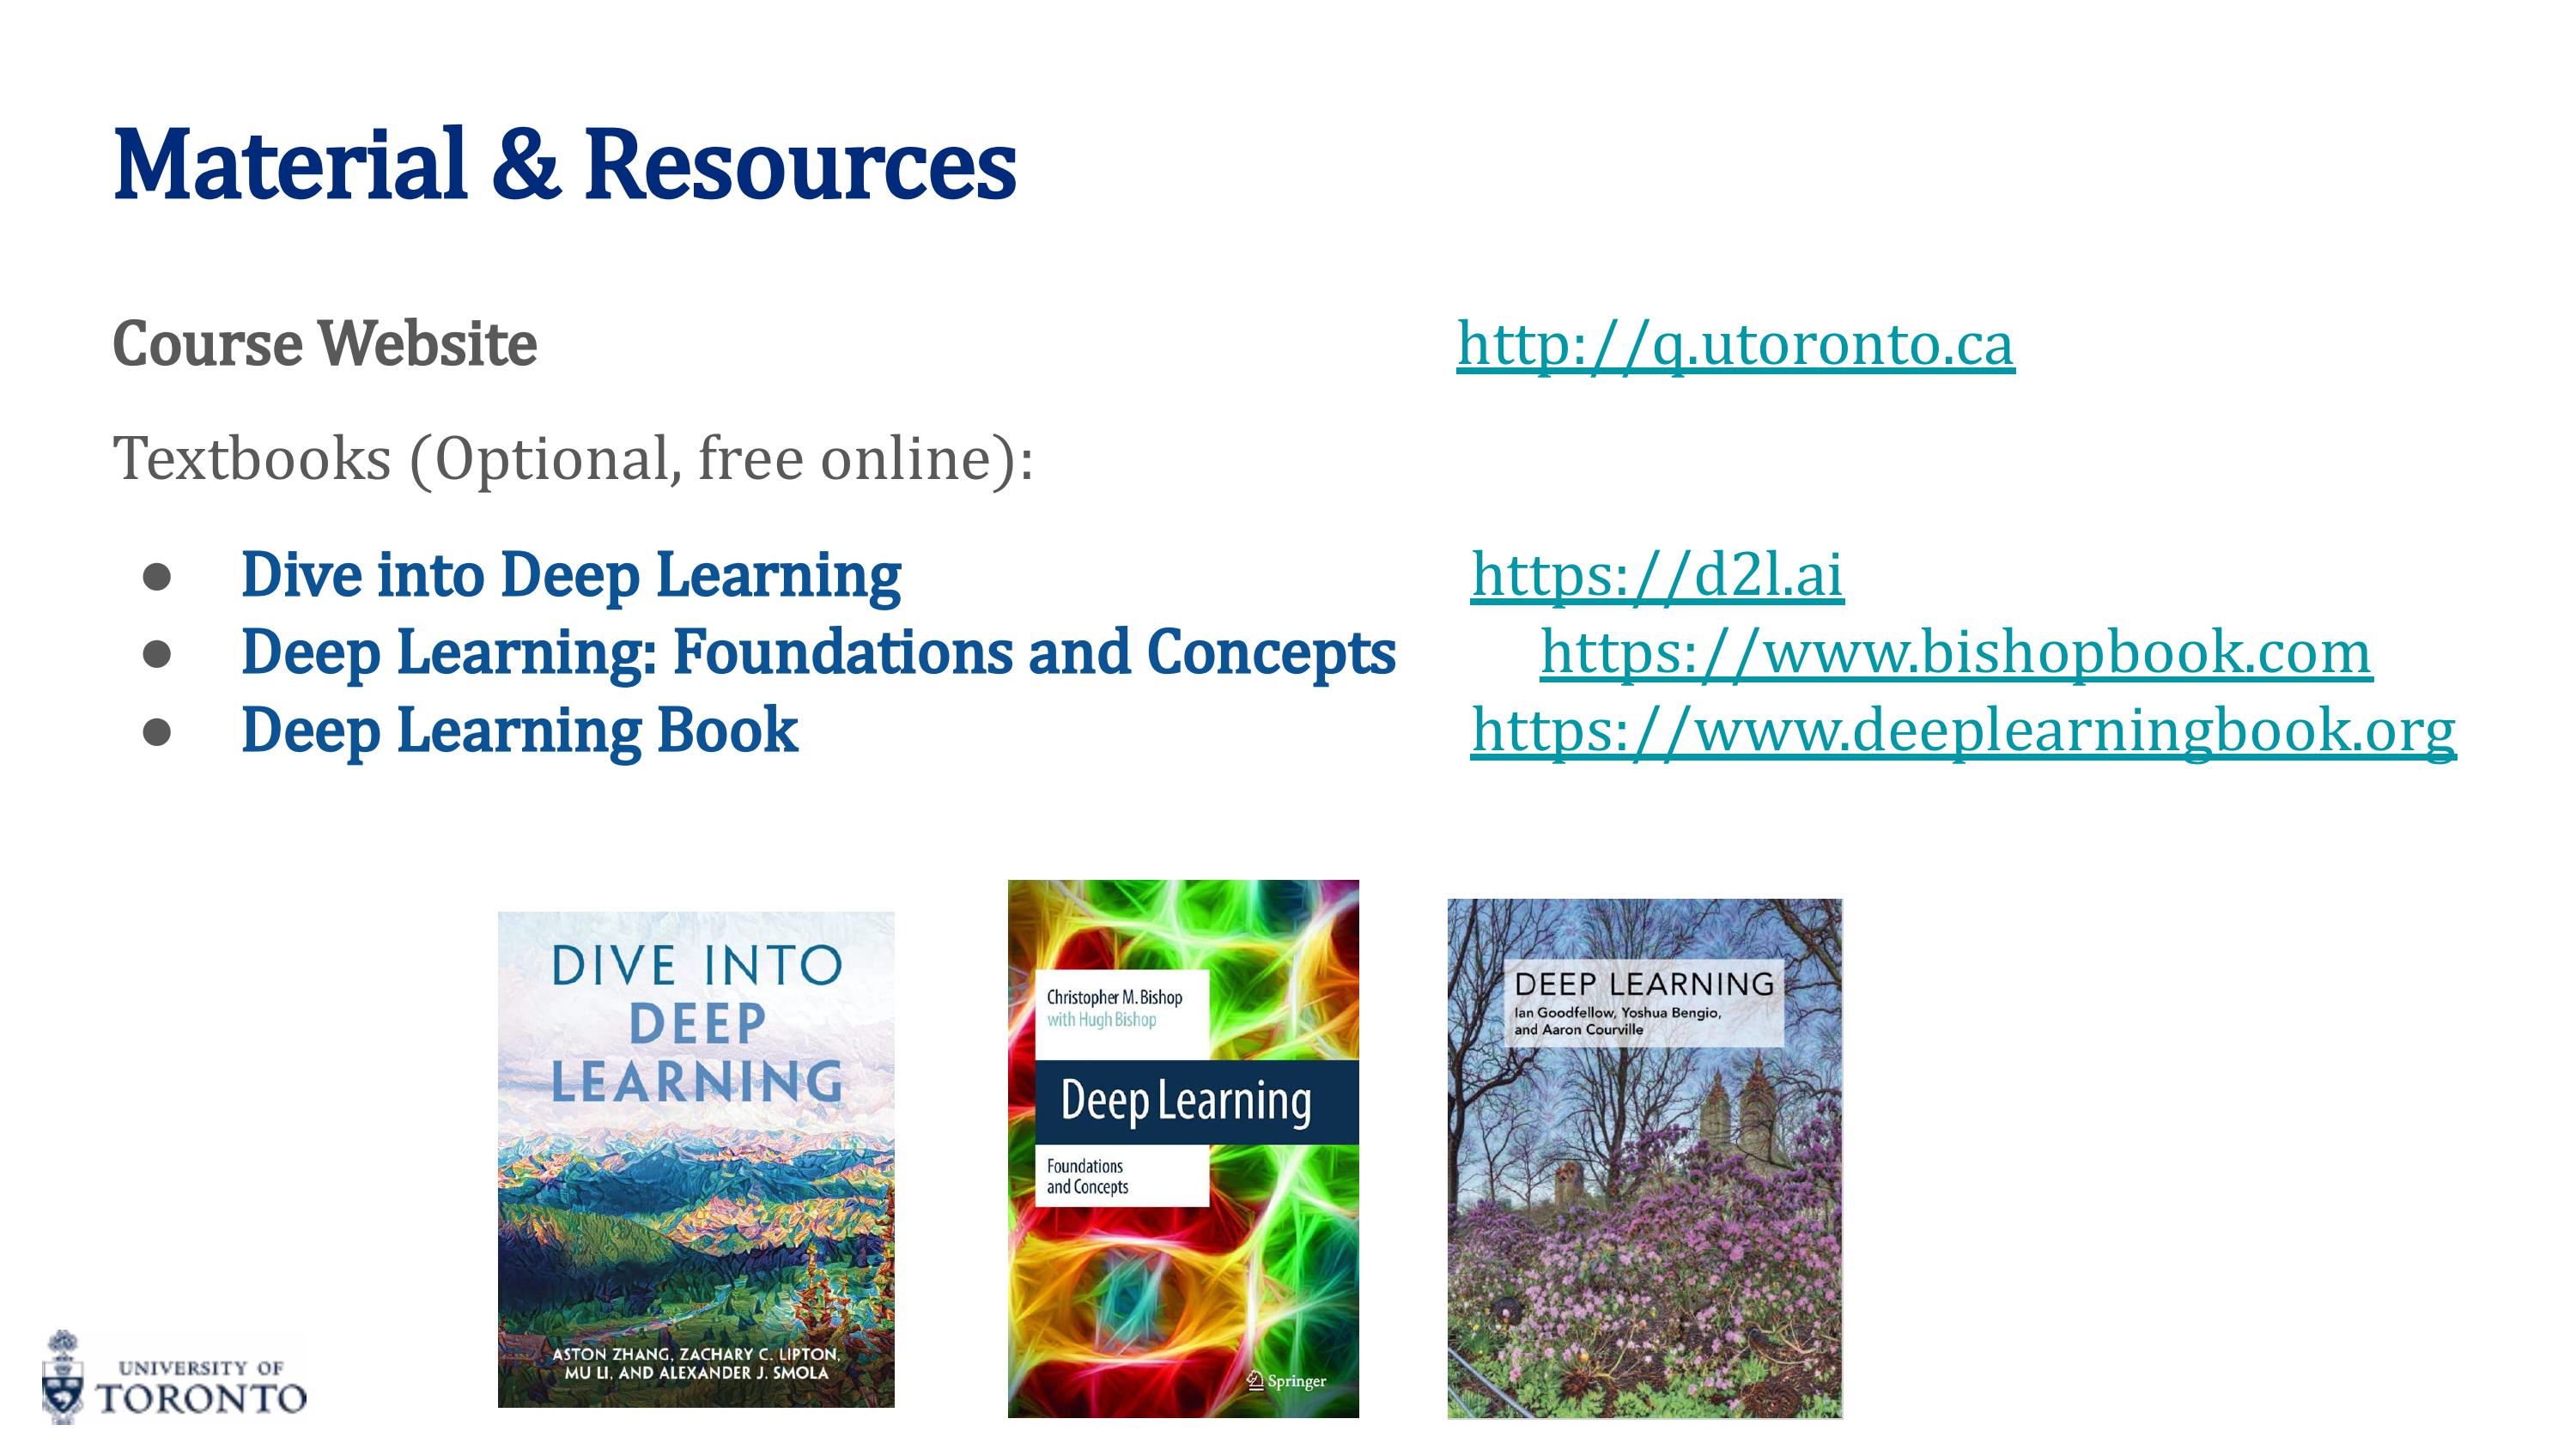 Material & Resources
Course Website http://q.utoronto.ca
Textbooks (Optional, free online):
● Dive into Deep Learning https://d2l.ai
● Deep Learning: Foundations and Concepts https://www.bishopbook.com
● Deep Learning Book https://www.deeplearningbook.org
DIVE INTO
DEEP
LEARNING
ASTON ZHANG, ZACHARY C. LIPTON,
MU LI, AND ALEXANDER J. SMOLA
Christopher M. Bishop
with Hugh Bishop
Deep Learning
Foundations
and Concepts
Springer
DEEP LEARNING
Ian Goodfellow, Yoshua Bengio,
and Aaron Courville
UNIVERSITY OF
TORONTO